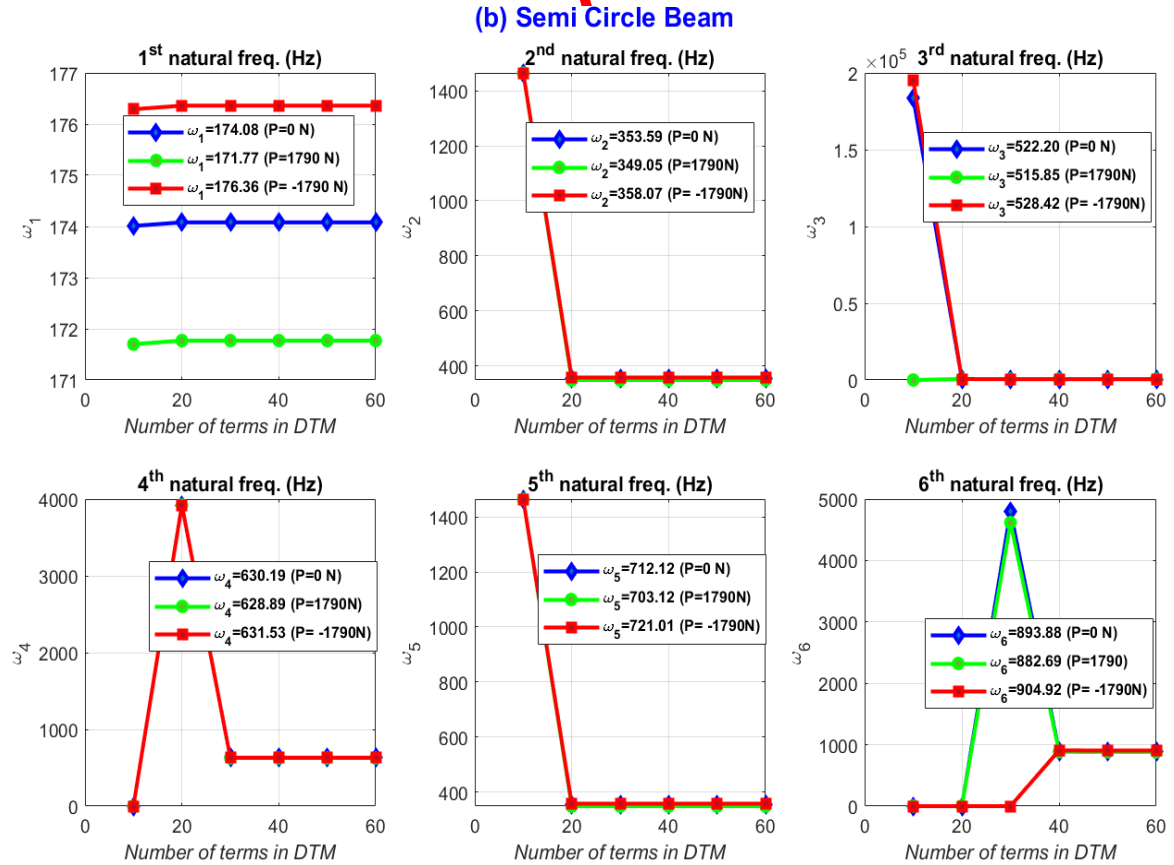 (b) Semi Circle Beam
1st natural freq. (Hz)
177
176
175
174
173
172
171
ω1
ω1=174.08 (P=0 N)
ω1=171.77 (P=1790 N)
ω1=176.36 (P= -1790 N)
0
20
40
60
Number of terms in DTM
2nd natural freq. (Hz)
1400
1200
1000
800
600
400
ω2
ω2=353.59 (P=0 N)
ω2=349.05 (P=1790N)
ω2=358.07 (P= -1790N)
0
20
40
60
Number of terms in DTM
3rd natural freq. (Hz)
× 10^5
2
1.5
1
0.5
0
ω3
ω3=522.20 (P=0 N)
ω3=515.85 (P=1790N)
ω3=528.42 (P= -1790N)
0
20
40
60
Number of terms in DTM
4th natural freq. (Hz)
4000
3000
2000
1000
0
ω4
ω4=630.19 (P=0 N)
ω4=628.89 (P=1790N)
ω4=631.53 (P= -1790N)
0
20
40
60
Number of terms in DTM
5th natural freq. (Hz)
1400
1200
1000
800
600
400
ω5
ω5=712.12 (P=0 N)
ω5=703.12 (P=1790N)
ω5=721.01 (P= -1790N)
0
20
40
60
Number of terms in DTM
6th natural freq. (Hz)
5000
4000
3000
2000
1000
0
ω6
ω6=893.88 (P=0 N)
ω6=882.69 (P=1790)
ω6=904.92 (P= -1790N)
0
20
40
60
Number of terms in DTM